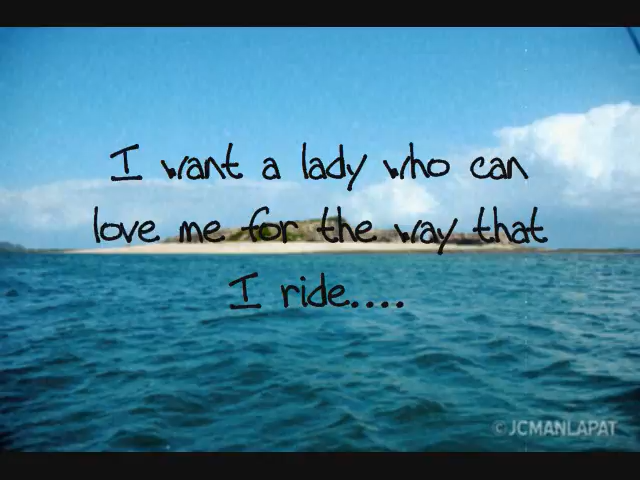 I want a lady who can
love me for the way that
I ride....
©JCMANLAPAT